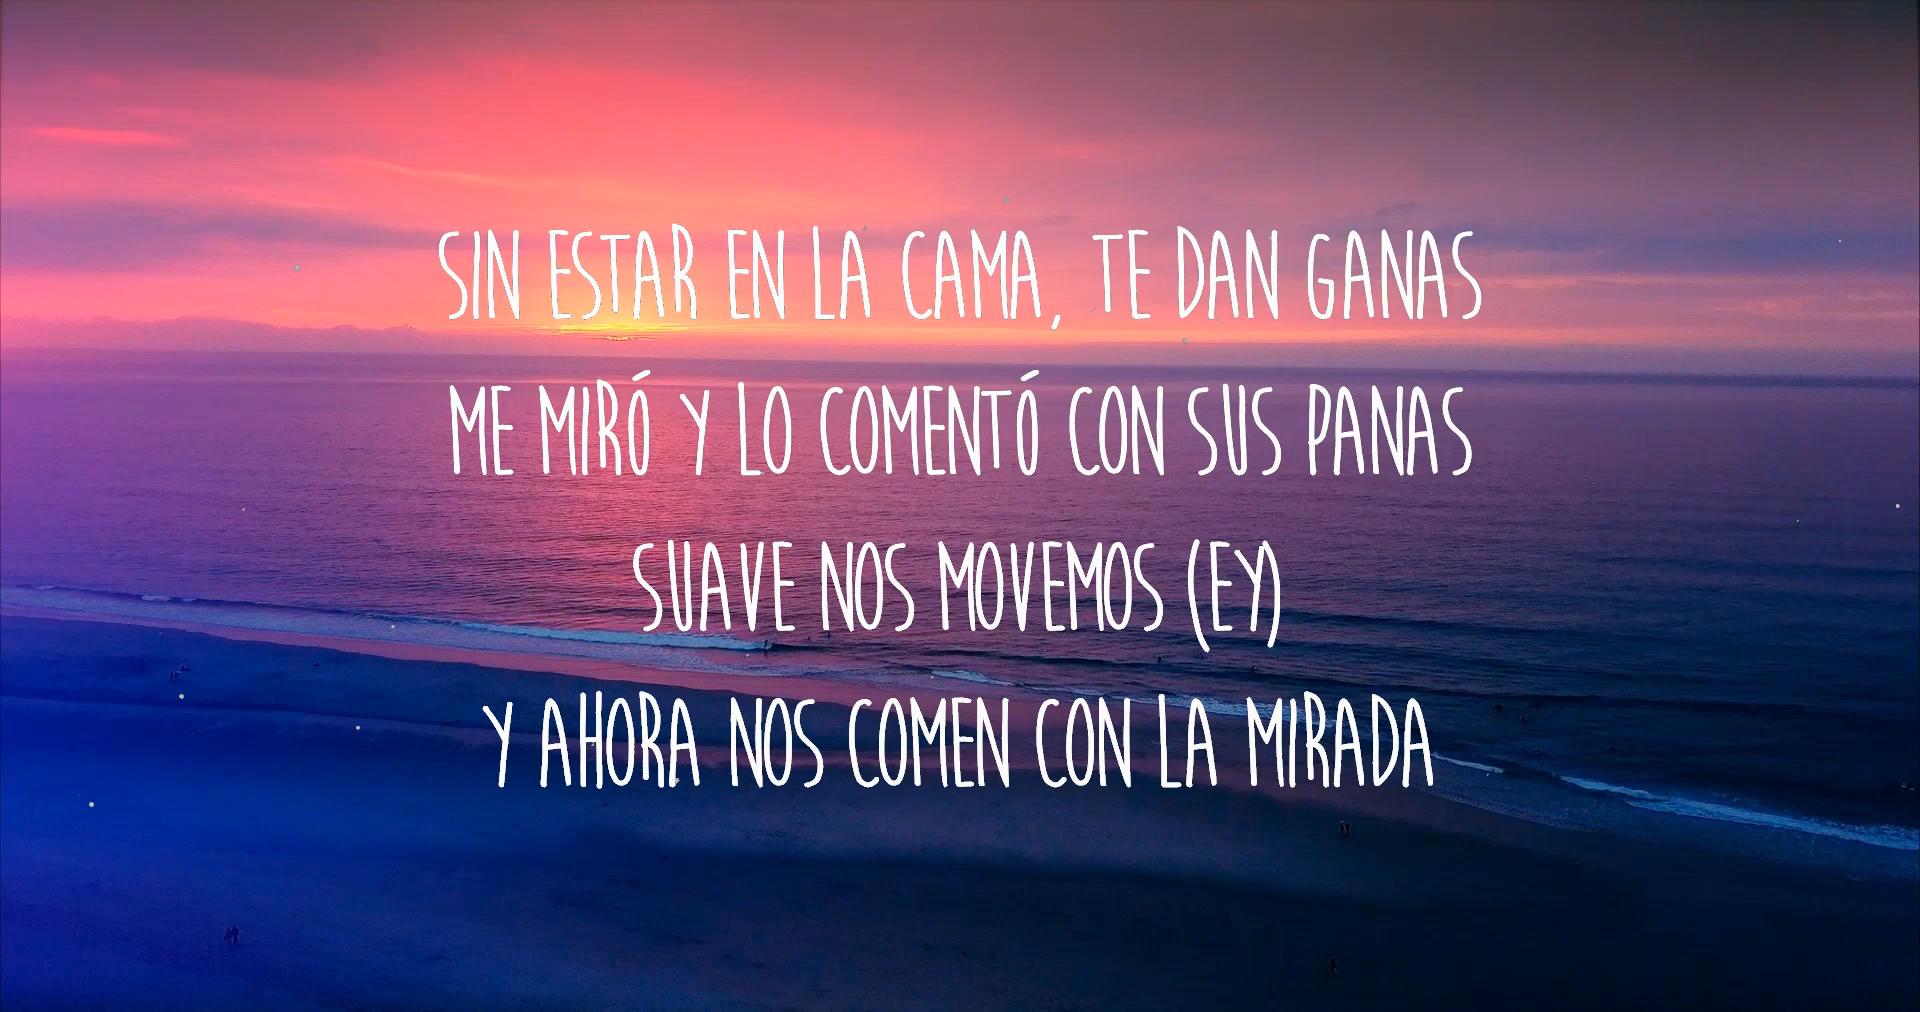 SIN ESTAR EN LA CAMA, TE DAN GANAS
ME MIRÓ Y LO COMENTÓ CON SUS PANAS
SUAVE NOS MOVEMOS (EY)
Y AHORA NOS COMEN CON LA MIRADA